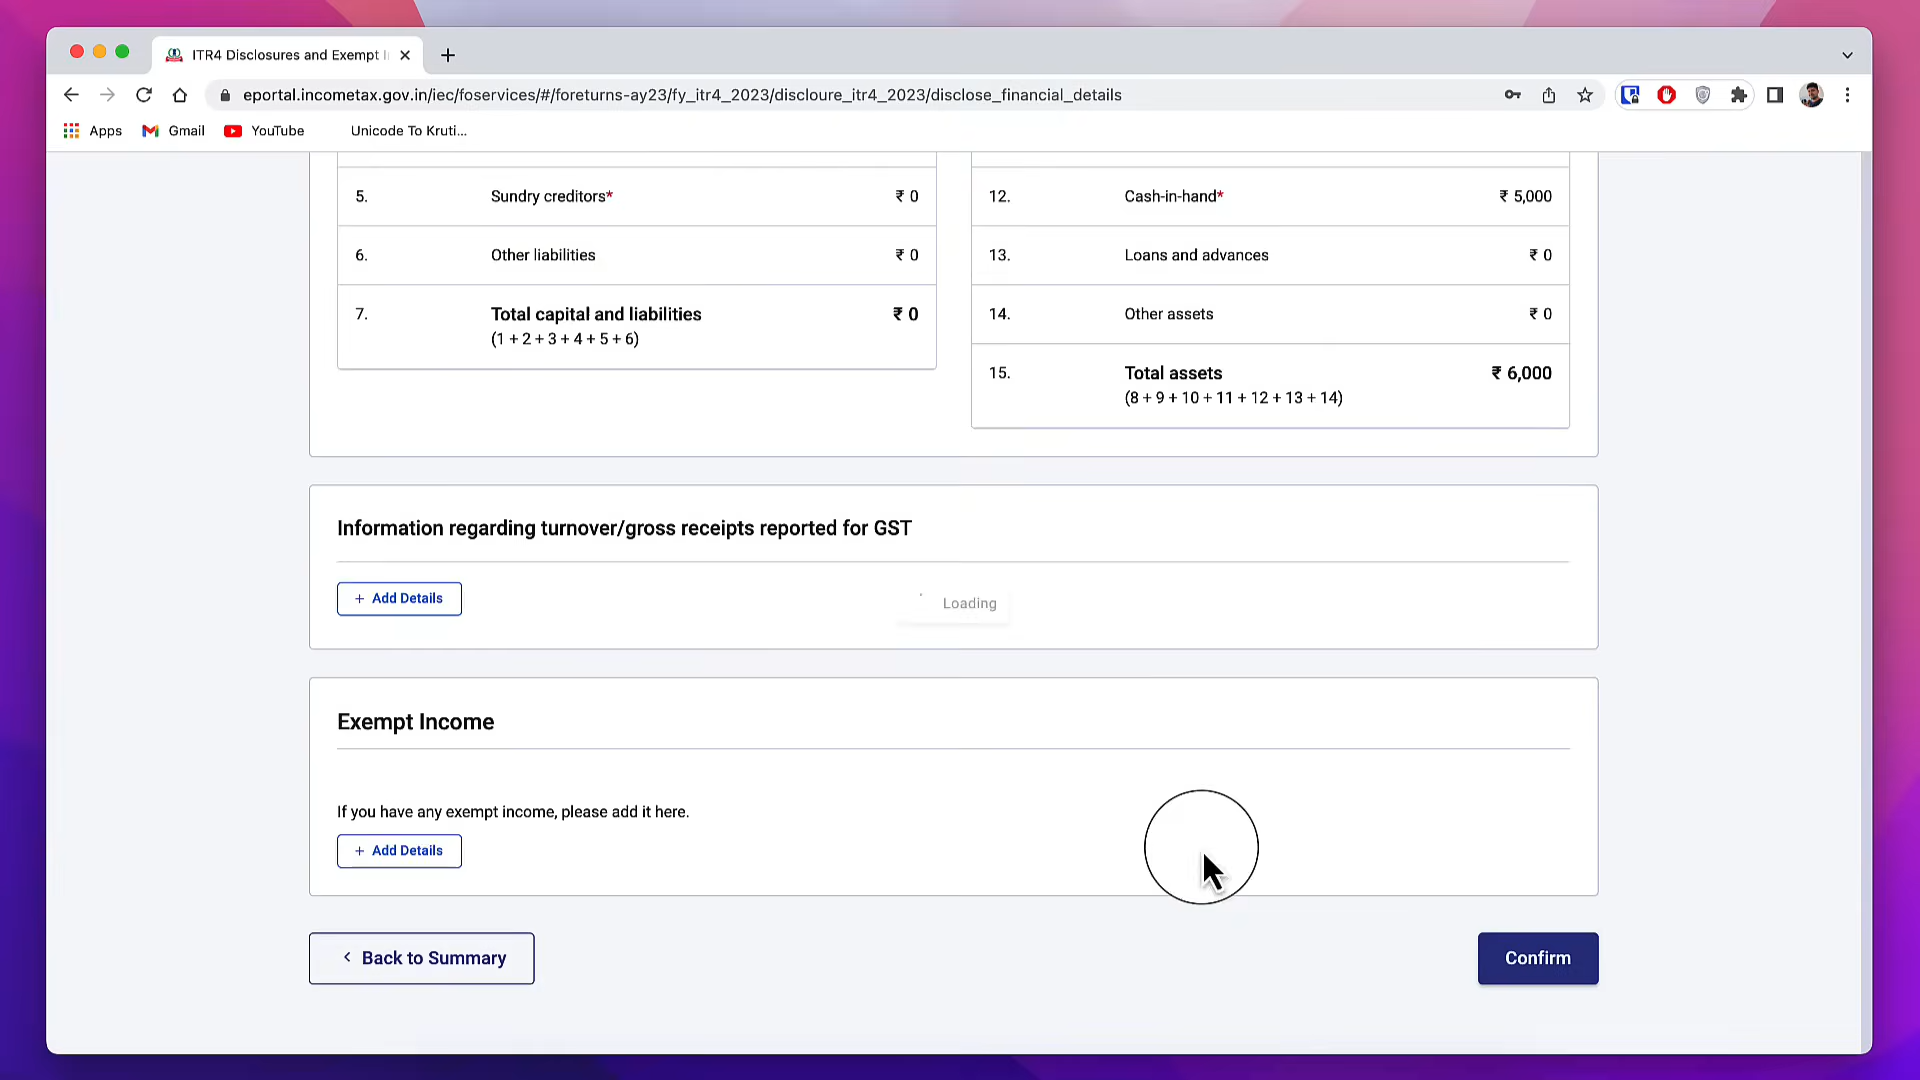 ITR4 Disclosures and Exempt I
eportal.incometax.gov.in/iec/foservices/#/foreturns-ay23/fy_itr4_2023/discloure_itr4_2023/disclose_financial_details
Apps Gmail YouTube Unicode To Kruti...
5. Sundry creditors* ₹ 0
6. Other liabilities ₹ 0
7. Total capital and liabilities ₹ 0
(1 + 2 + 3 + 4 + 5 + 6)
12. Cash-in-hand* ₹ 5,000
13. Loans and advances ₹ 0
14. Other assets ₹ 0
15. Total assets ₹ 6,000
(8 + 9 + 10 + 11 + 12 + 13 + 14)
Information regarding turnover/gross receipts reported for GST
+ Add Details
Loading
Exempt Income
If you have any exempt income, please add it here.
+ Add Details
< Back to Summary
Confirm